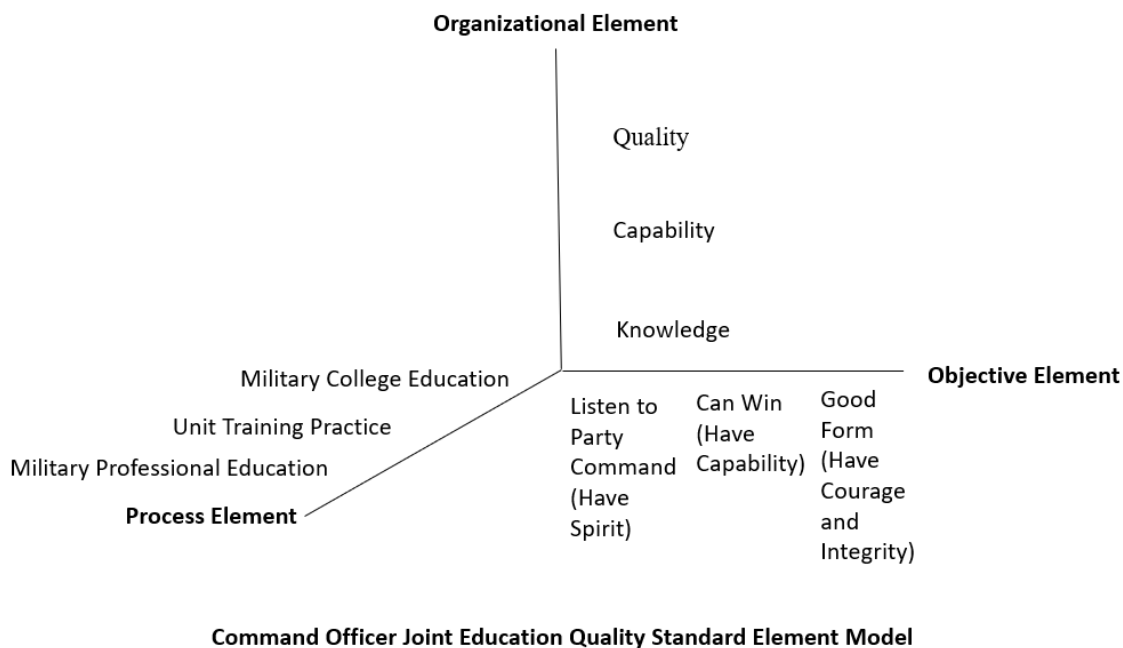 Organizational Element
Quality
Capability
Knowledge
Military College Education
Unit Training Practice
Military Professional Education
Process Element
Objective Element
Listen to
Party
Command
(Have
Spirit)
Can Win
(Have
Capability)
Good
Form
(Have
Courage
and
Integrity)
Command Officer Joint Education Quality Standard Element Model